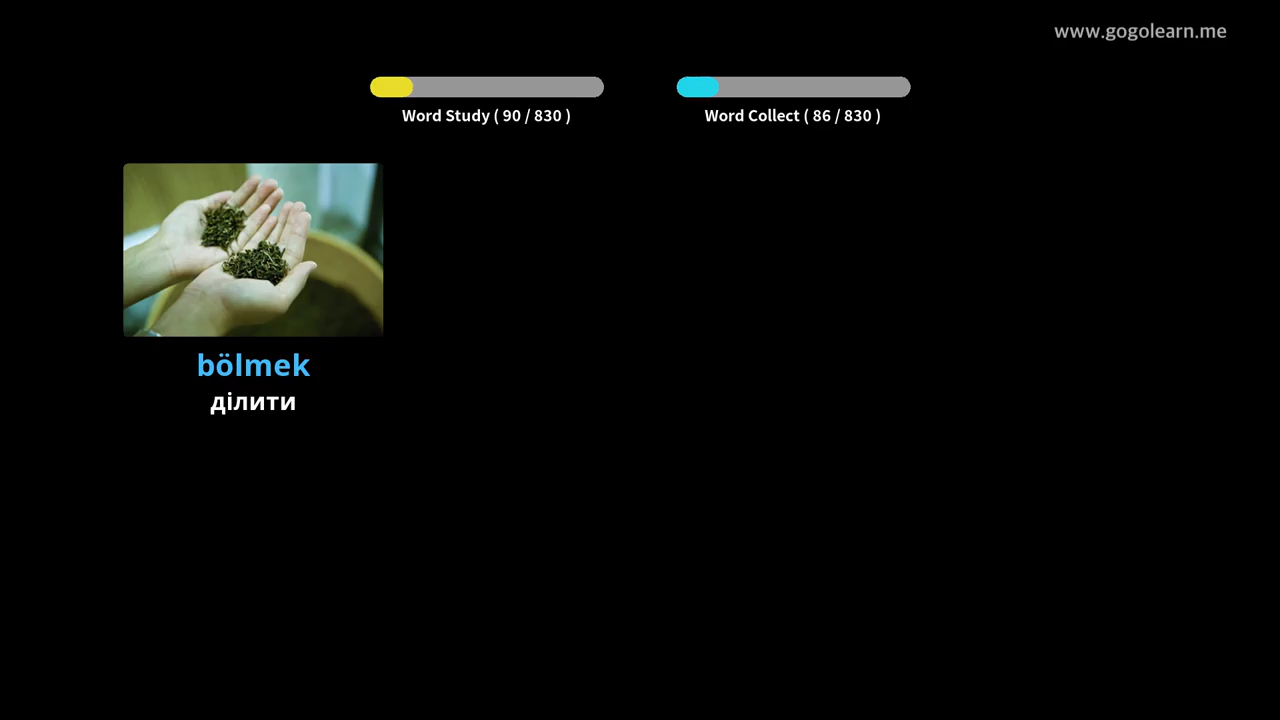 www.gogolearn.me
Word Study ( 90 / 830 )
Word Collect ( 86 / 830 )
bölmek
ділити